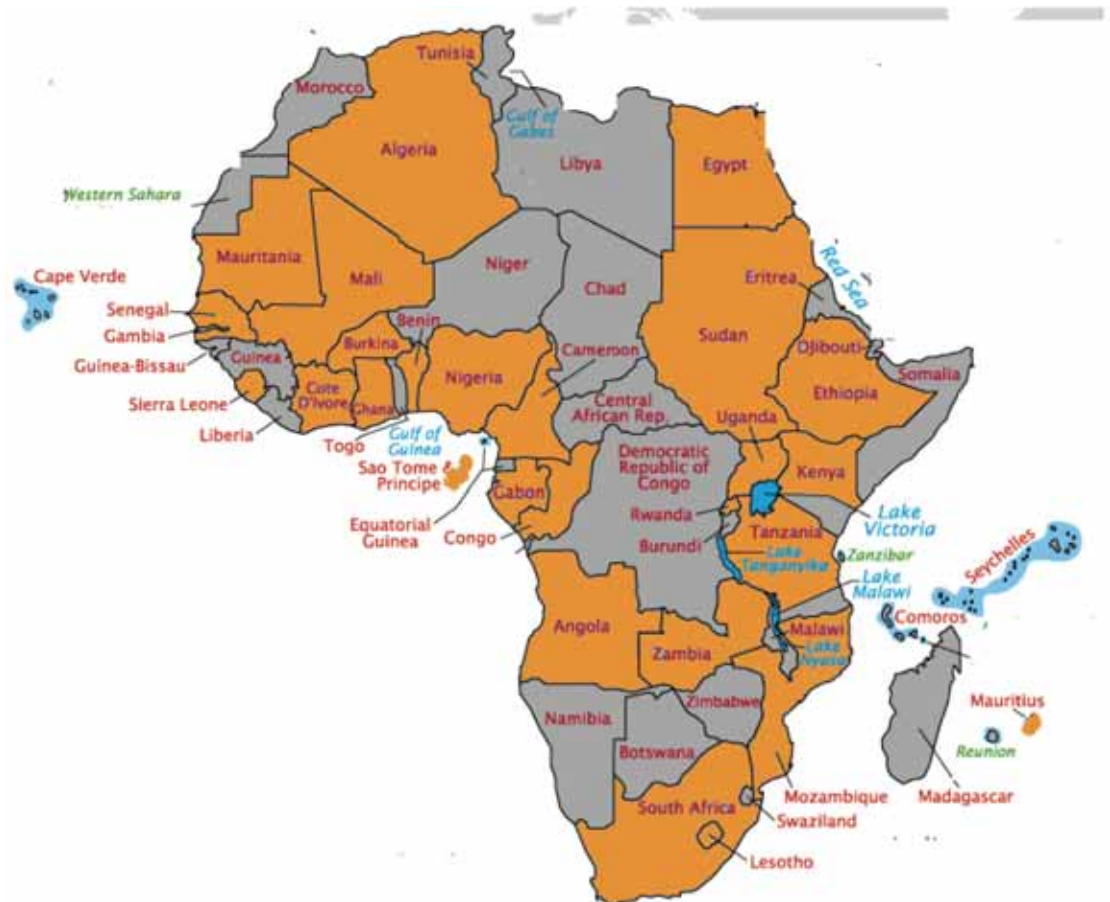 Tunisia
Morocco
Gulf of
Gabes
Algeria
Libya
Egypt
Western Sahara
Mauritania
Mali
Niger
Chad
Eritrea
Red Sea
Cape Verde
Senegal
Gambia
Guinea-Bissau
Guinea
Burkina
Benin
Sudan
Cameroon
Djibouti
Somalia
Nigeria
Ethiopia
Sierra Leone
Cote
D'Ivore
Ghana
Central
African Rep.
Uganda
Liberia
Togo
Gulf of
Guinea
Sao Tome &
Principe
Democratic
Republic of
Congo
Kenya
Gabon
Equatorial
Guinea
Congo
Rwanda
Burundi
Tanzania
Lake
Victoria
Lake
Tanganyika
Zanzibar
Lake
Malawi
Seychelles
Comoros
Angola
Zambia
Malawi
Lake
Nyasa
Namibia
Zimbabwe
Botswana
Mauritius
Reunion
South Africa
Mozambique
Swaziland
Madagascar
Lesotho